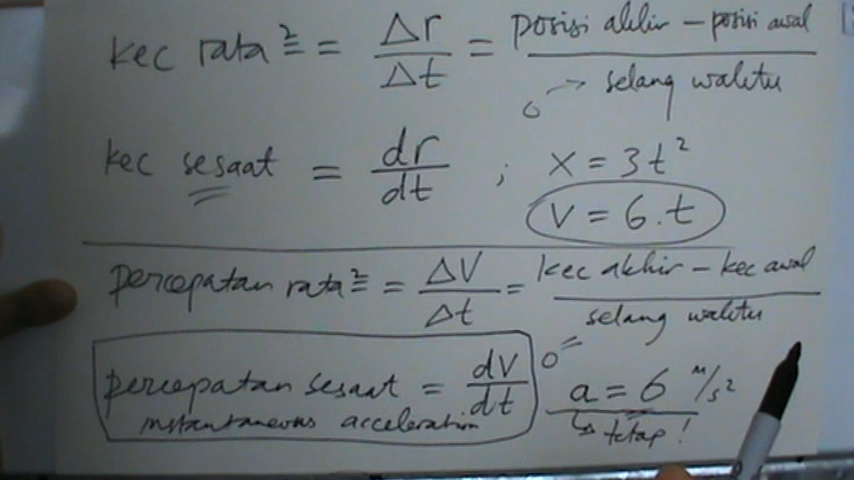 kec rata² = Δr/Δt = posisi akhir - posisi awal / selang waktu
kec sesaat = dr/dt ; x = 3t²
v = 6.t
percepatan rata² = ΔV/Δt = kec akhir - kec awal / selang waktu
percepatan sesaat = dV/dt
instantaneous acceleration
a = 6 m/s²
↳ tetap!